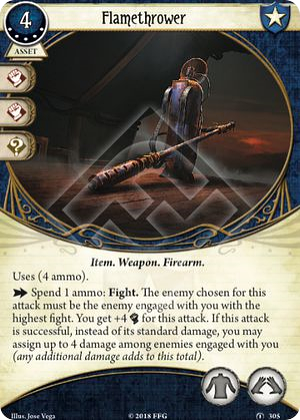 Flamethrower
4
ASSET
Item. Weapon. Firearm.
Uses (4 ammo).
Spend 1 ammo: Fight. The enemy chosen for this
attack must be the enemy engaged with you with the
highest fight. You get +4 for this attack. If this attack
is successful, instead of its standard damage, you may
assign up to 4 damage among enemies engaged with you
(any additional damage adds to this total).
Illus. Jose Vega
© 2018 FFG
305